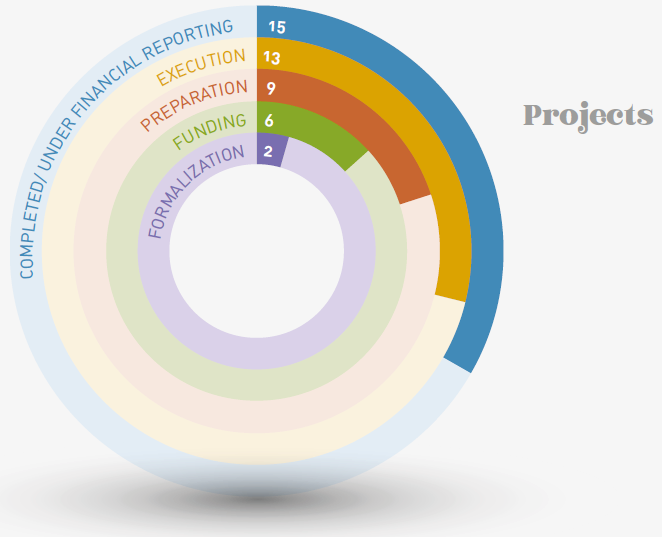 COMPLETED/ UNDER FINANCIAL REPORTING 15
EXECUTION 13
PREPARATION 9
FUNDING 6
FORMALIZATION 2
Projects